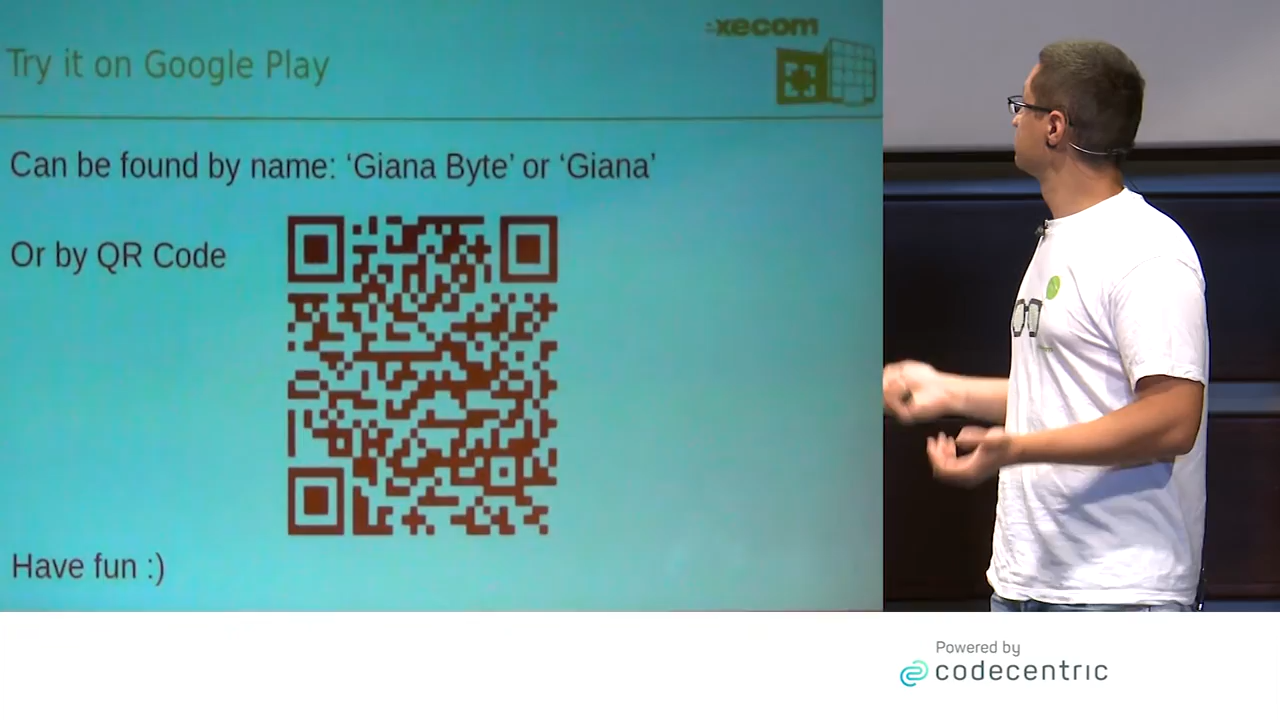 Try it on Google Play
:xecom
Can be found by name: ‘Giana Byte’ or ‘Giana’
Or by QR Code
Have fun :)
Powered by
codecentric